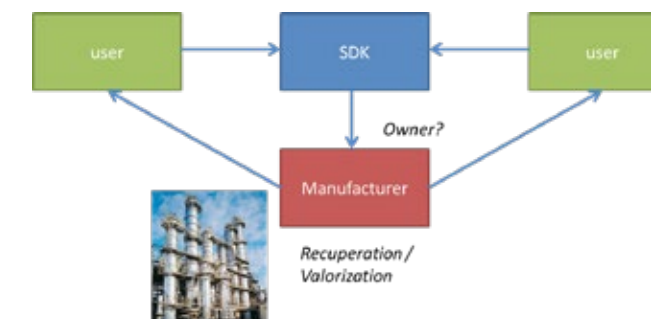 user
SDK
user
Owner?
Manufacturer
Recuperation /
Valorization